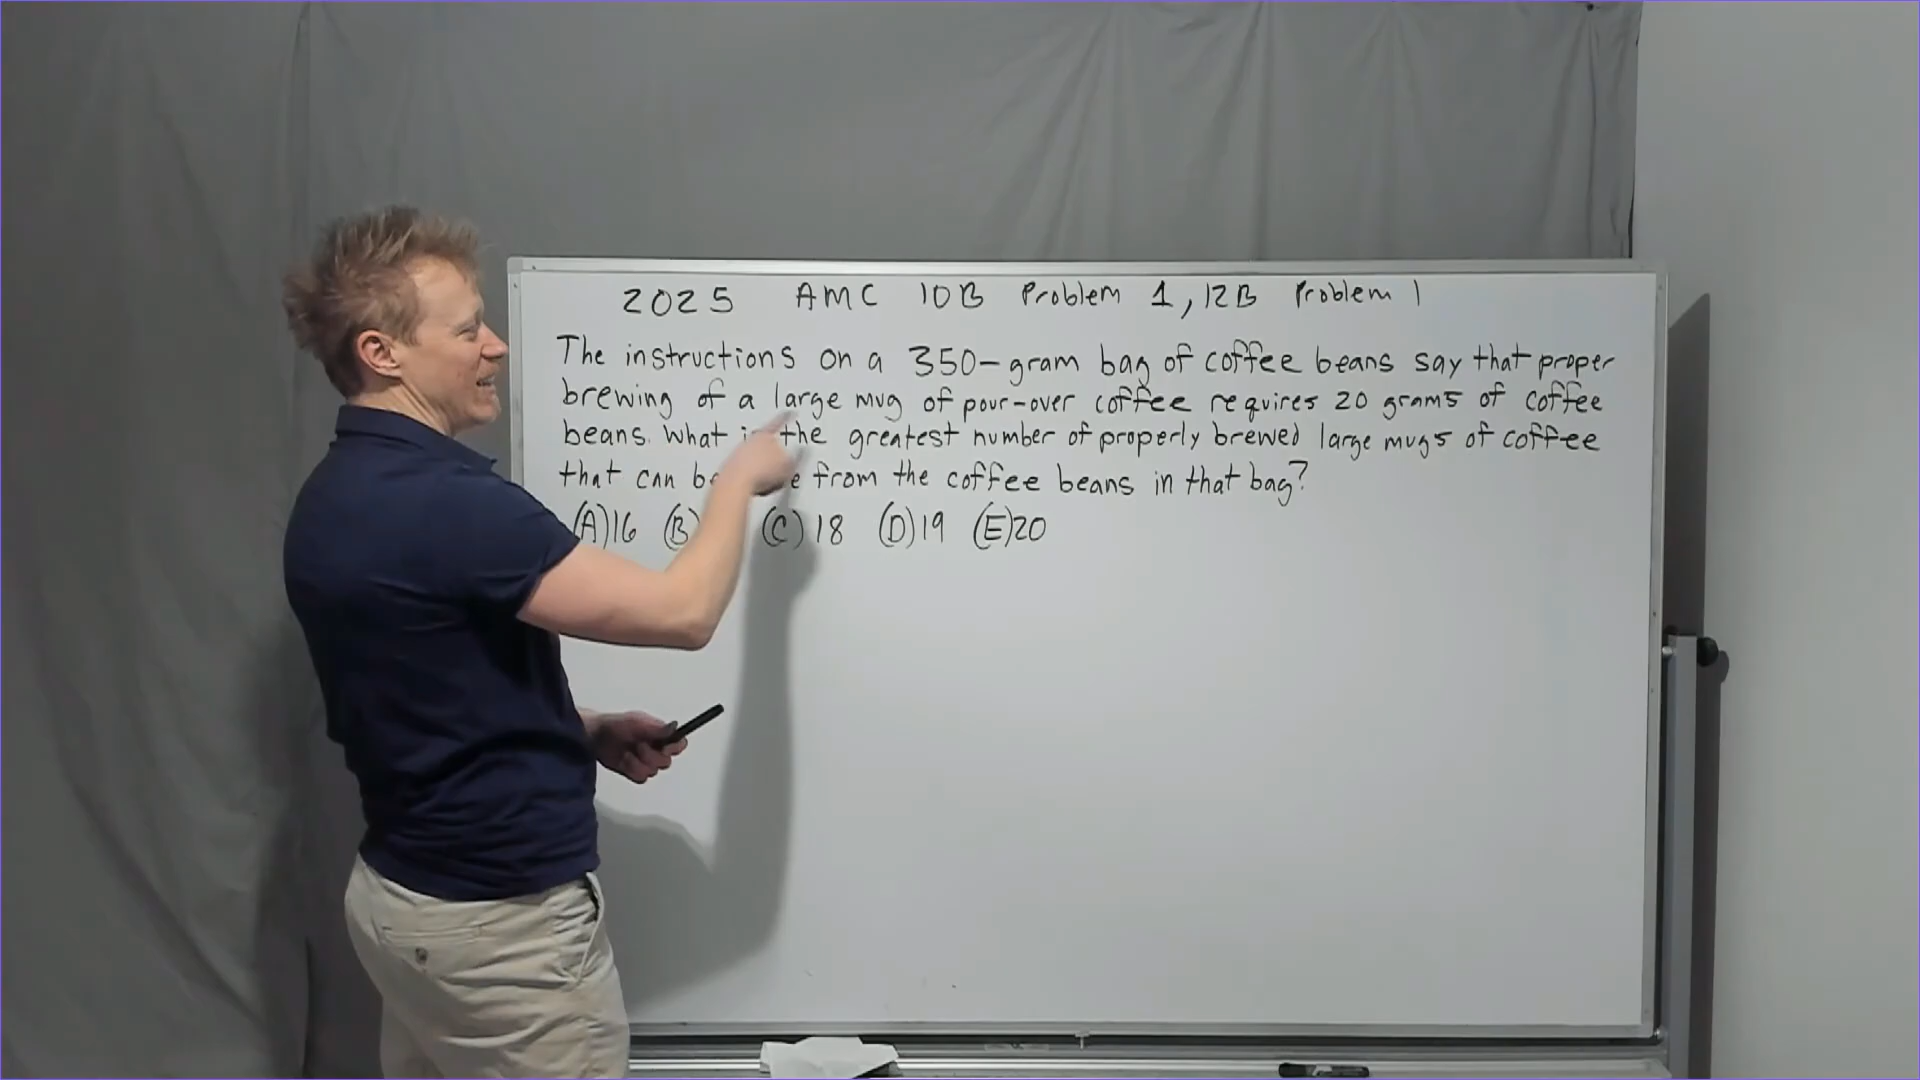 2025 AMC 10B Problem 1, 12B Problem 1
The instructions on a 350-gram bag of coffee beans say that proper
brewing of a large mug of pour-over coffee requires 20 grams of coffee
beans. What the greatest number of properly brewed large mugs of coffee
that can from the coffee beans in that bag?
(A) 16 (B) (C) 18 (D) 19 (E) 20